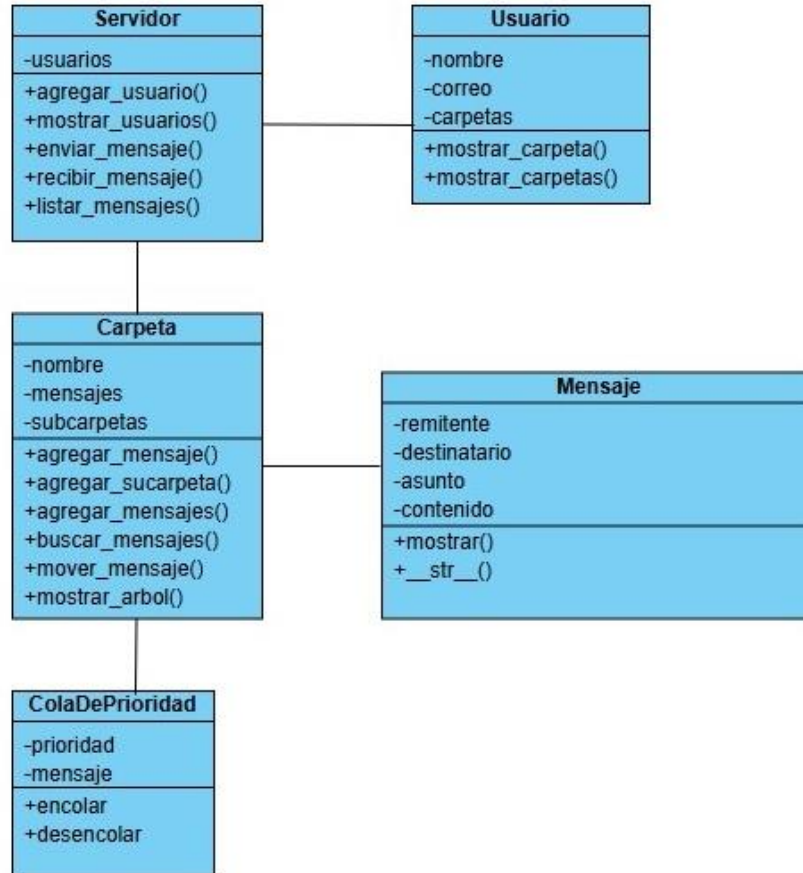 Servidor
-usuarios
+agregar_usuario()
+mostrar_usuarios()
+enviar_mensaje()
+recibir_mensaje()
+listar_mensajes()
Usuario
-nombre
-correo
-carpetas
+mostrar_carpeta()
+mostrar_carpetas()
Carpeta
-nombre
-mensajes
-subcarpetas
+agregar_mensaje()
+agregar_sucarpeta()
+agregar_mensajes()
+buscar_mensajes()
+mover_mensaje()
+mostrar_arbol()
Mensaje
-remitente
-destinatario
-asunto
-contenido
+mostrar()
+__str__()
ColaDePrioridad
-prioridad
-mensaje
+encolar
+desencolar